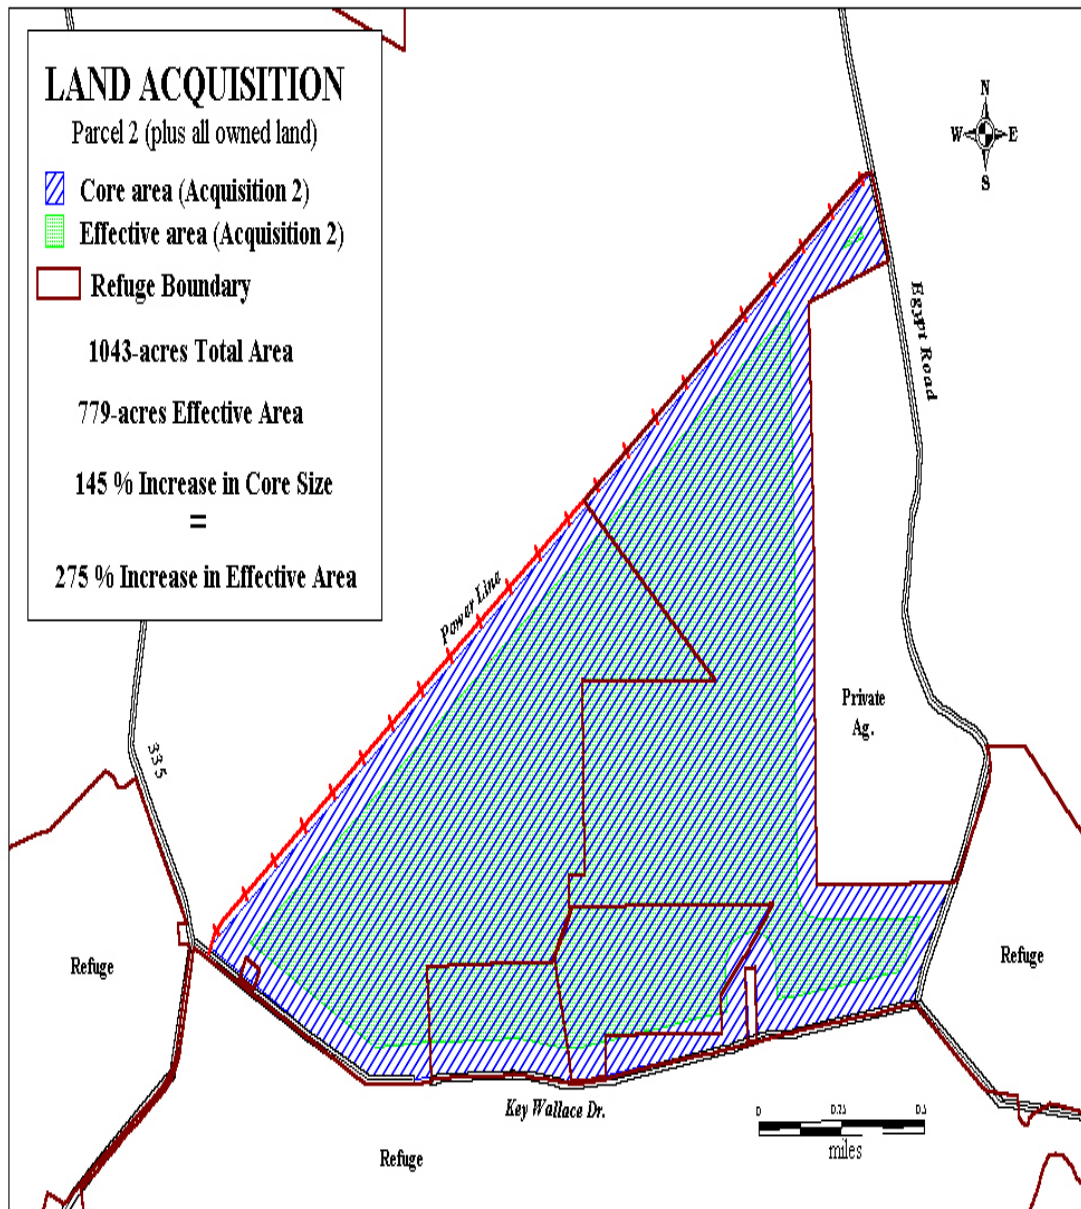 LAND ACQUISITION
Parcel 2 (plus all owned land)
Core area (Acquisition 2)
Effective area (Acquisition 2)
Refuge Boundary
1043-acres Total Area
779-acres Effective Area
145 % Increase in Core Size
=
275 % Increase in Effective Area
N
W E
S
Egypt Road
Power Line
335
Private
Ag.
Refuge
Refuge
Key Wallace Dr.
Refuge
0 0.25 0.5
miles